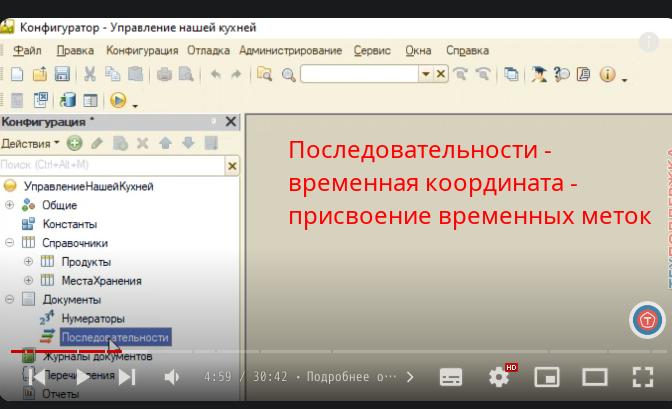 Конфигуратор - Управление нашей кухней
Файл Правка Конфигурация Отладка Администрирование Сервис Окна Справка
Конфигурация *
Действия
Поиск (Ctrl+Alt+M)
УправлениеНашейКухней
Общие
Константы
Справочники
Продукты
МестаХранения
Документы
Нумераторы
Последовательности
Журналы документов
Перечисления
Отчеты
Последовательности -
временная координата -
присвоение временных меток
HD
4:59 / 30:42 • Подробнее о…